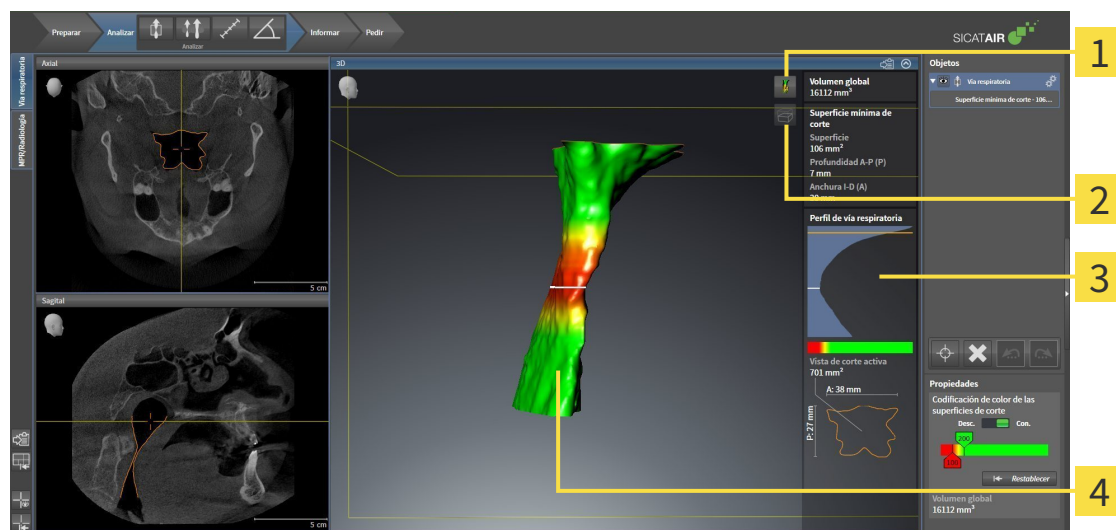 Preparar
Analizar
Analizar
Informar
Pedir
SICATAIR
Vía respiratoria
MPR/Radiología
Axial
5 cm
Sagital
5 cm
3D
Volumen global
16112 mm³
Superficie mínima de
corte
Superficie
106 mm²
Profundidad A-P (P)
7 mm
Anchura I-D (A)
Perfil de vía respiratoria
Vista de corte activa
701 mm²
A: 38 mm
P: 27 mm
Objetos
Vía respiratoria
Superficie mínima de corte - 106...
Propiedades
Codificación de color de las
superficies de corte
Desc.
Con.
200
100
Restablecer
Volumen global
16112 mm³
1
2
3
4